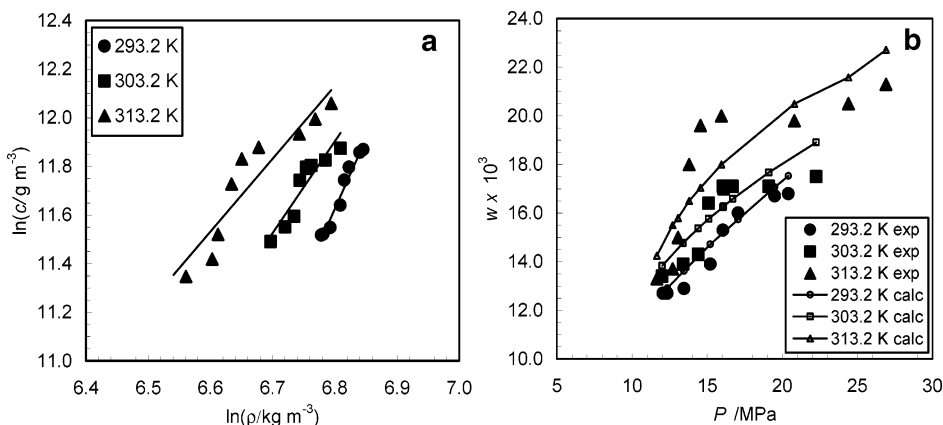 a
12.4
12.2
12.0
11.8
11.6
11.4
11.2
11.0
ln(c/g m⁻³)
293.2 K
303.2 K
313.2 K
6.4 6.5 6.6 6.7 6.8 6.9 7.0
ln(ρ/kg m⁻³)
b
24.0
22.0
20.0
18.0
16.0
14.0
12.0
10.0
w x 10³
293.2 K exp
303.2 K exp
313.2 K exp
293.2 K calc
303.2 K calc
313.2 K calc
5 10 15 20 25 30
P /MPa